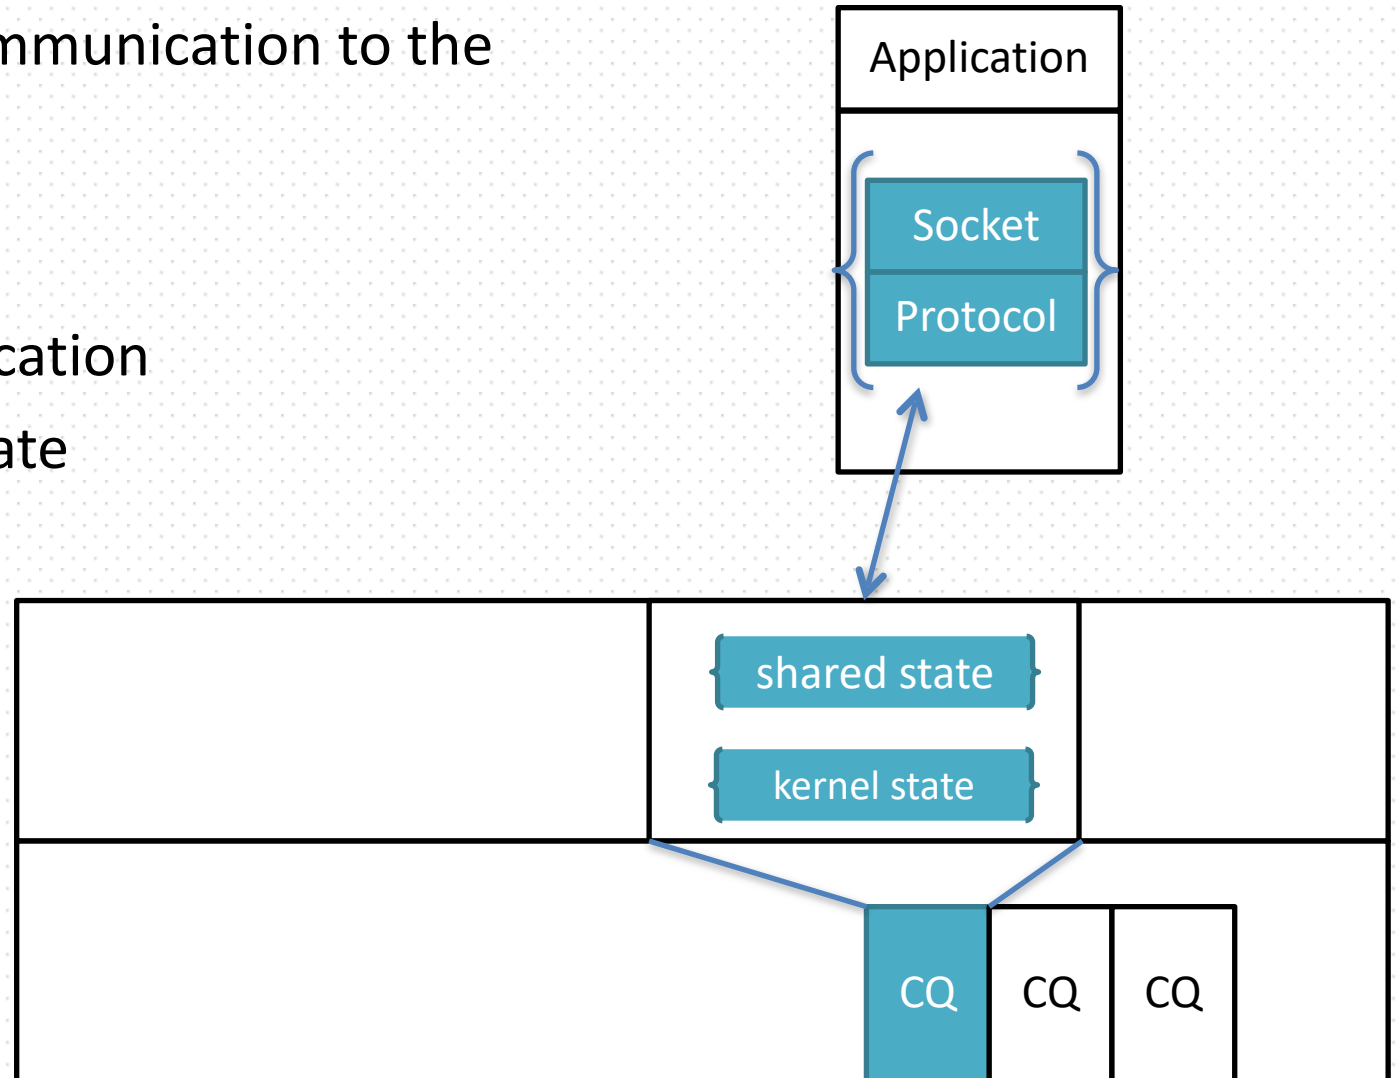 mmunication to the
Application
Socket
Protocol
cation
ate
shared state
kernel state
CQ CQ CQ